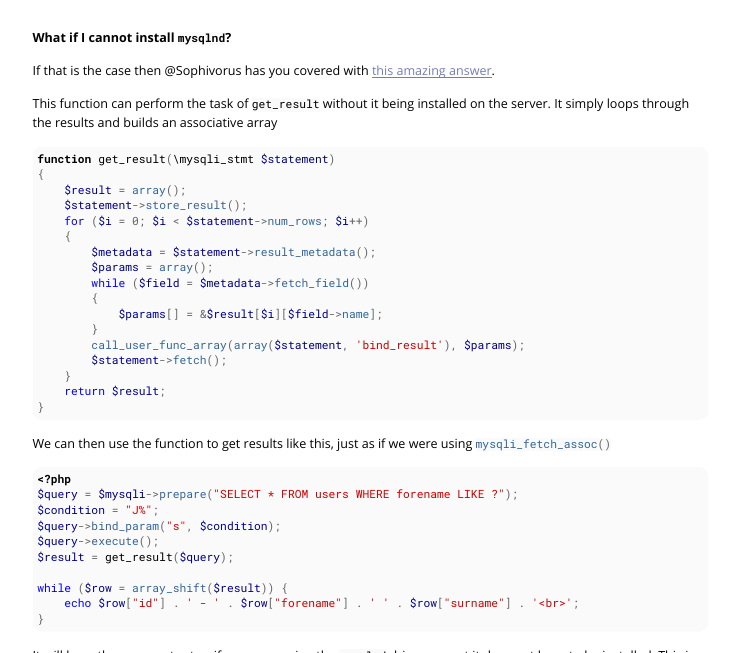 What if I cannot install mysqlnd?
If that is the case then @Sophivorus has you covered with this amazing answer.
This function can perform the task of get_result without it being installed on the server. It simply loops through
the results and builds an associative array
function get_result(\mysqli_stmt $statement)
{
    $result = array();
    $statement->store_result();
    for ($i = 0; $i < $statement->num_rows; $i++)
    {
        $metadata = $statement->result_metadata();
        $params = array();
        while ($field = $metadata->fetch_field())
        {
            $params[] = &$result[$i][$field->name];
        }
        call_user_func_array(array($statement, 'bind_result'), $params);
        $statement->fetch();
    }
    return $result;
}
We can then use the function to get results like this, just as if we were using mysqli_fetch_assoc()
<?php
$query = $mysqli->prepare("SELECT * FROM users WHERE forename LIKE ?");
$condition = "J%";
$query->bind_param("s", $condition);
$query->execute();
$result = get_result($query);
while ($row = array_shift($result)) {
    echo $row["id"] . ' - ' . $row["forename"] . ' ' . $row["surname"] . '<br>';
}